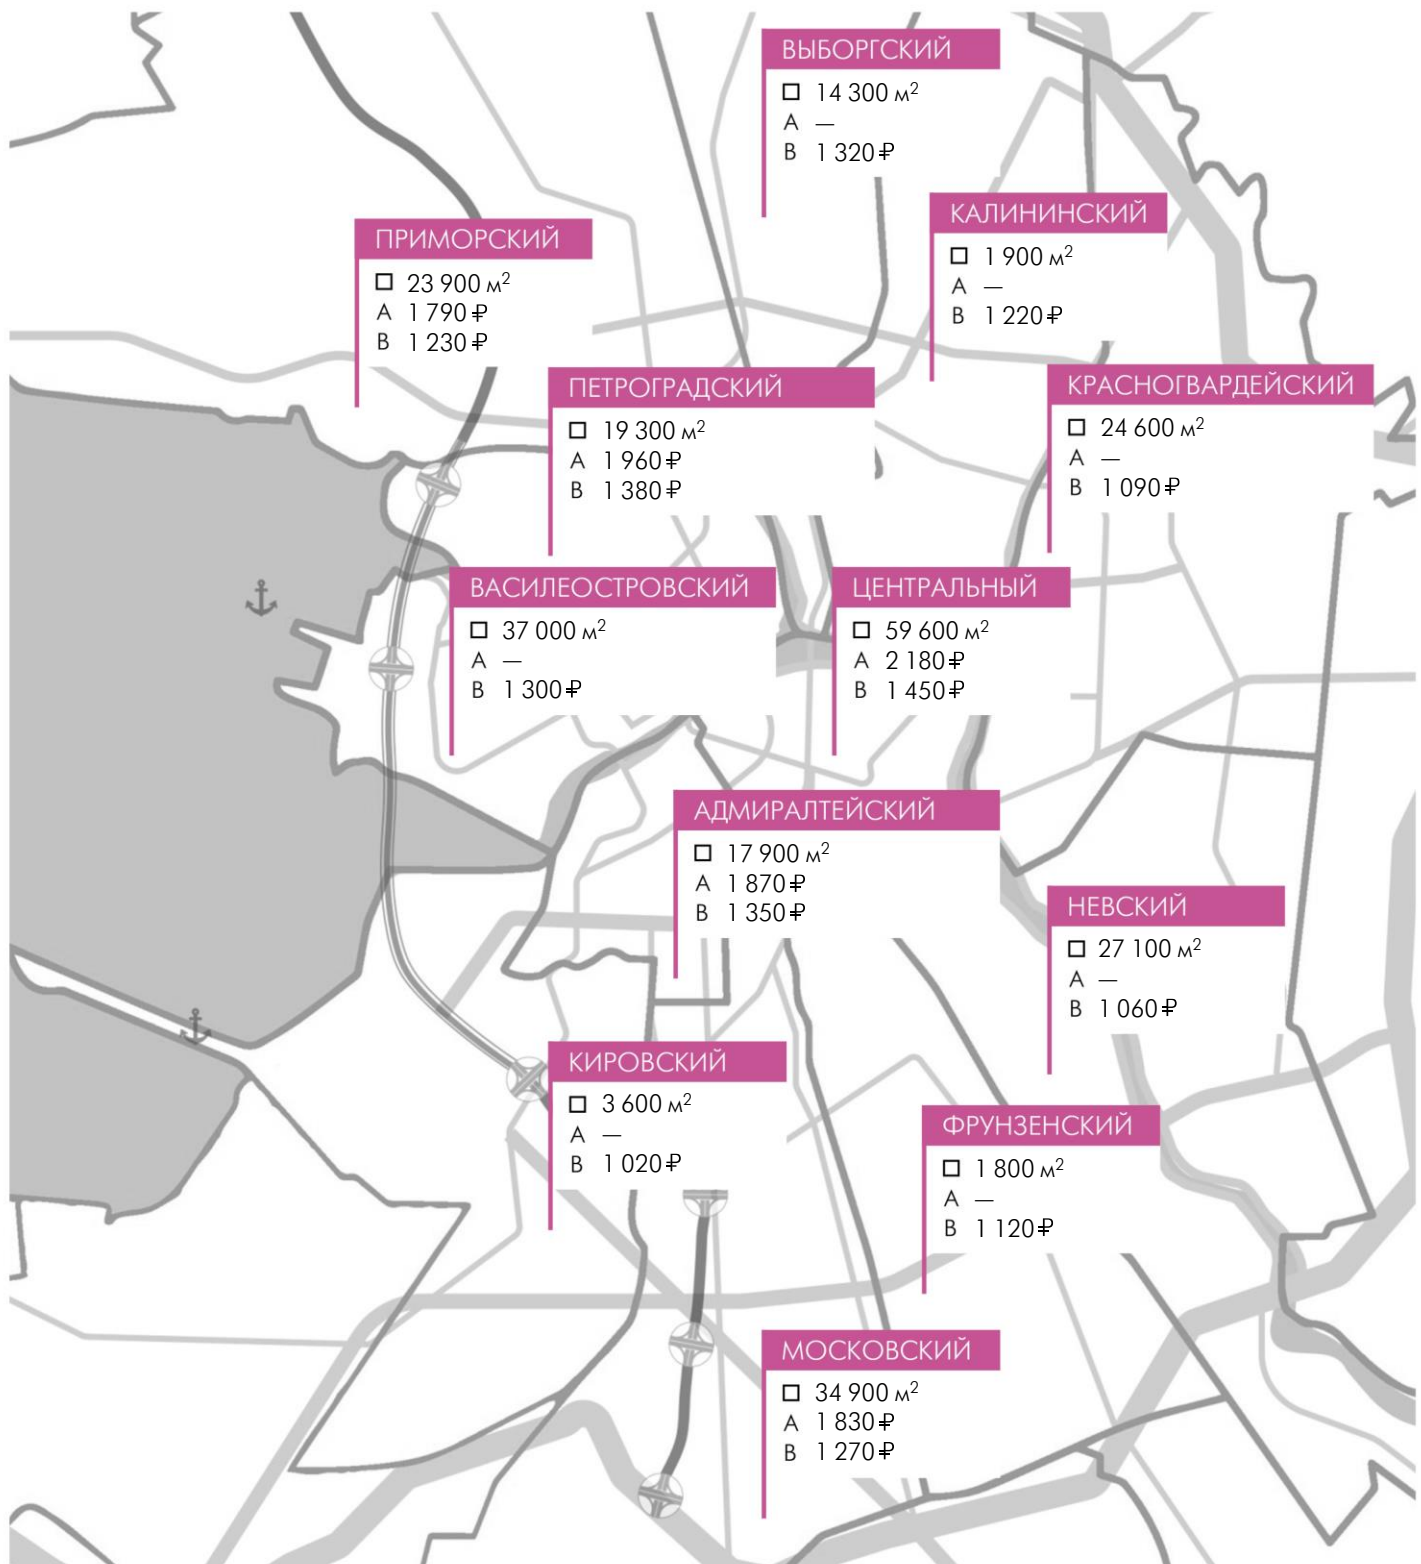 ВЫБОРГСКИЙ
14 300 м²
A —
B 1 320 ₽
КАЛИНИНСКИЙ
1 900 м²
A —
B 1 220 ₽
ПРИМОРСКИЙ
23 900 м²
A 1 790 ₽
B 1 230 ₽
ПЕТРОГРАДСКИЙ
19 300 м²
A 1 960 ₽
B 1 380 ₽
КРАСНОГВАРДЕЙСКИЙ
24 600 м²
A —
B 1 090 ₽
ВАСИЛЕОСТРОВСКИЙ
37 000 м²
A —
B 1 300 ₽
ЦЕНТРАЛЬНЫЙ
59 600 м²
A 2 180 ₽
B 1 450 ₽
АДМИРАЛТЕЙСКИЙ
17 900 м²
A 1 870 ₽
B 1 350 ₽
НЕВСКИЙ
27 100 м²
A —
B 1 060 ₽
КИРОВСКИЙ
3 600 м²
A —
B 1 020 ₽
ФРУНЗЕНСКИЙ
1 800 м²
A —
B 1 120 ₽
МОСКОВСКИЙ
34 900 м²
A 1 830 ₽
B 1 270 ₽